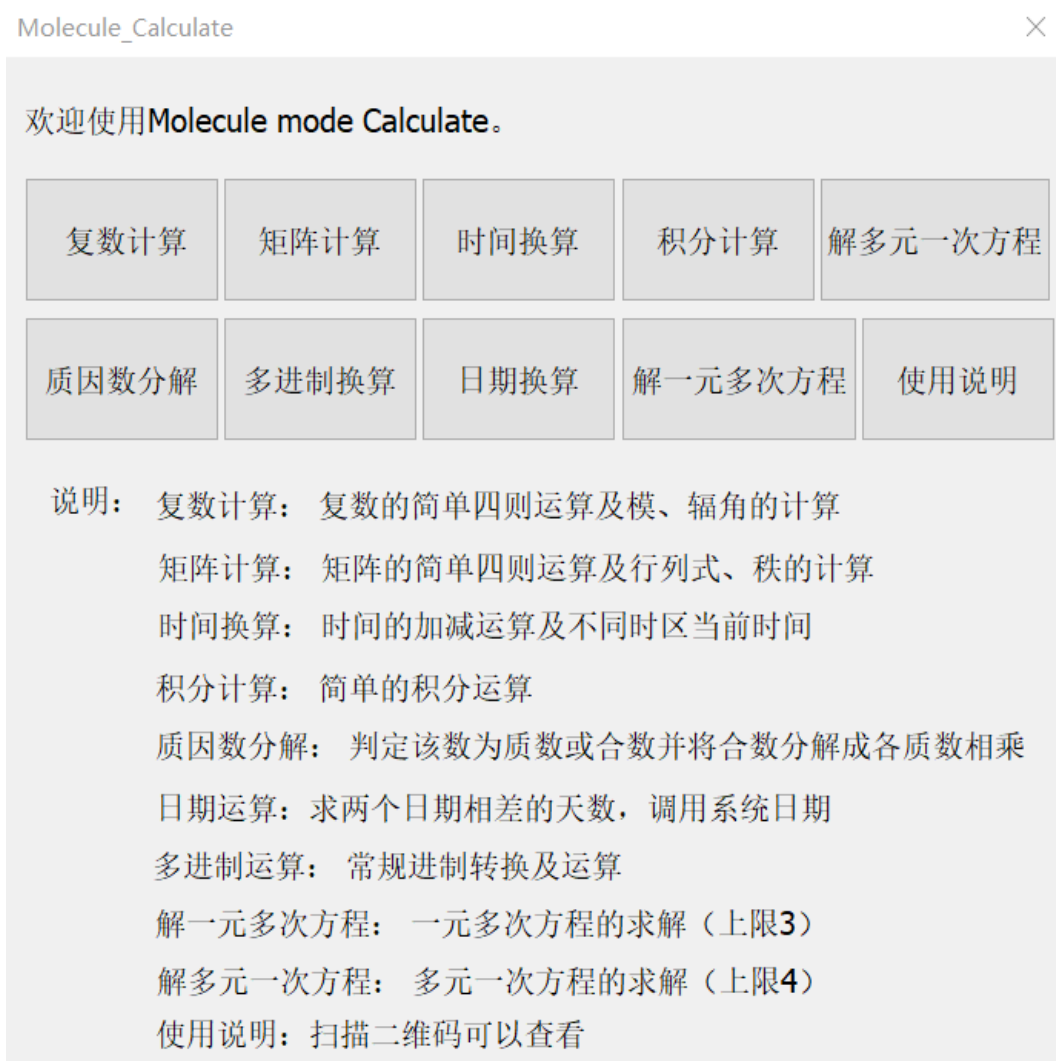 Molecule_Calculate
欢迎使用Molecule mode Calculate。
复数计算 矩阵计算 时间换算 积分计算 解多元一次方程
质因数分解 多进制换算 日期换算 解一元多次方程 使用说明
说明： 复数计算： 复数的简单四则运算及模、辐角的计算
矩阵计算： 矩阵的简单四则运算及行列式、秩的计算
时间换算： 时间的加减运算及不同时区当前时间
积分计算： 简单的积分运算
质因数分解： 判定该数为质数或合数并将合数分解成各质数相乘
日期运算：求两个日期相差的天数，调用系统日期
多进制运算： 常规进制转换及运算
解一元多次方程： 一元多次方程的求解（上限3）
解多元一次方程： 多元一次方程的求解（上限4）
使用说明：扫描二维码可以查看